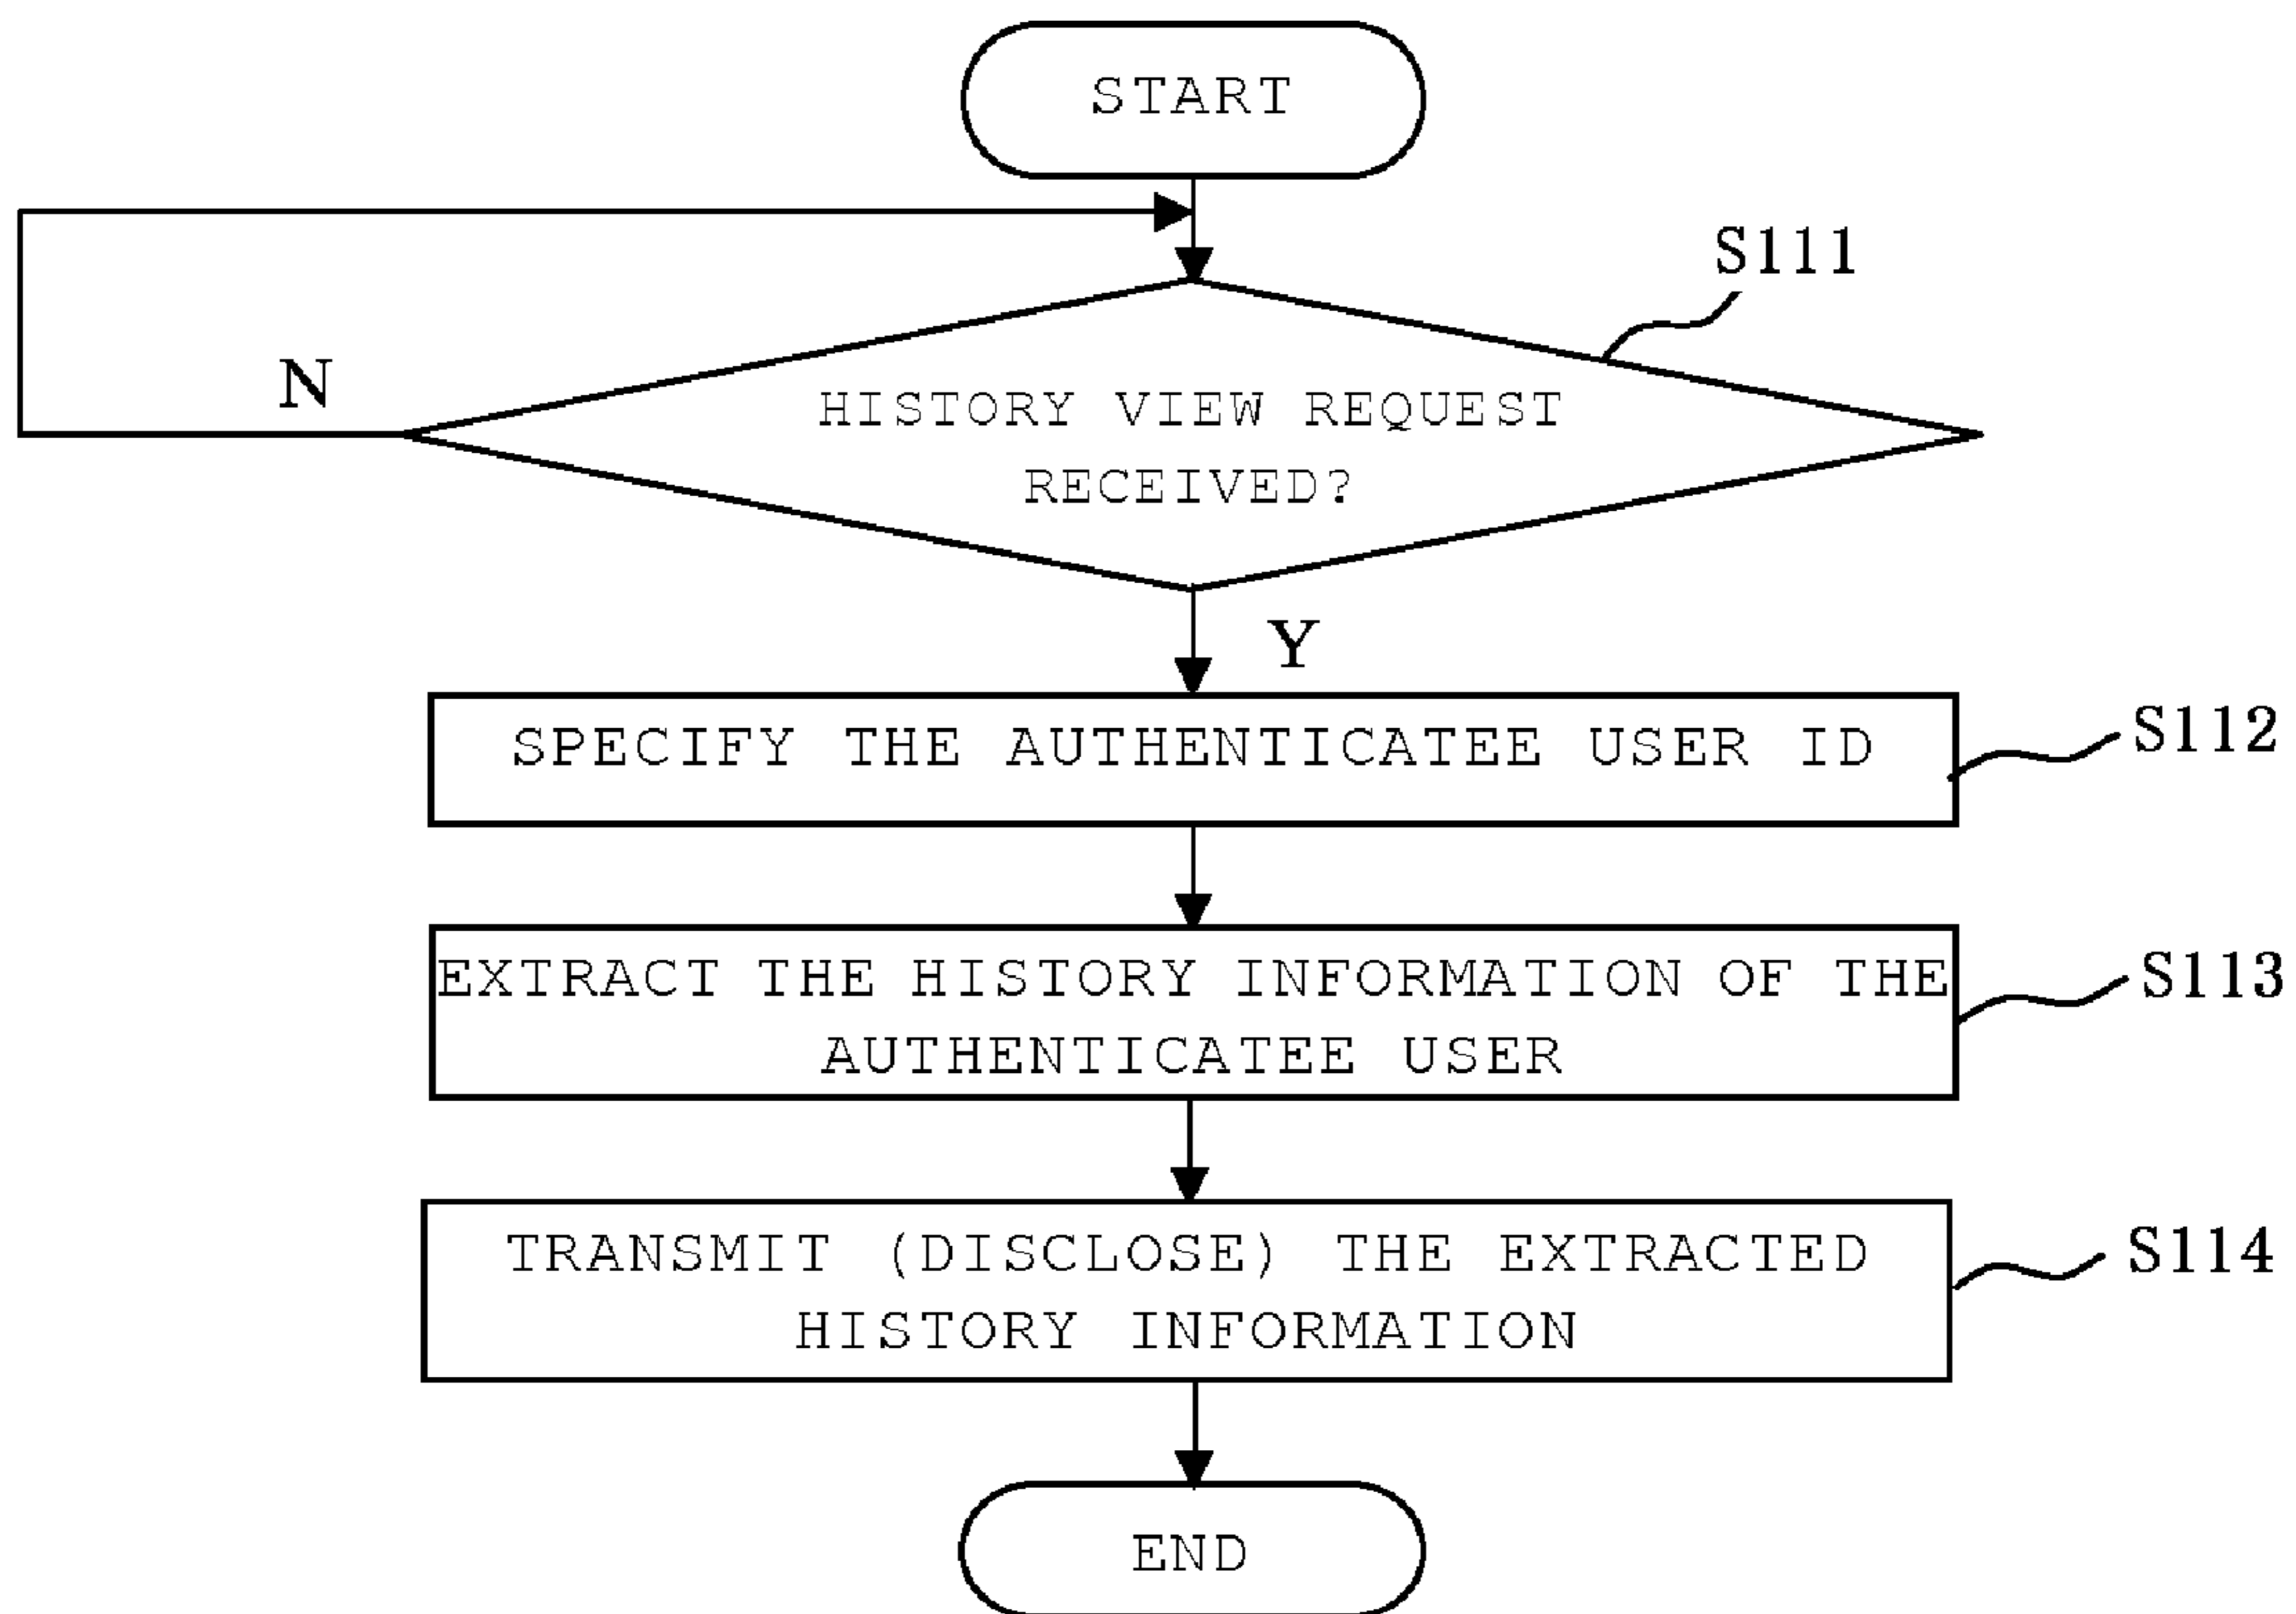 START
S111
N
HISTORY VIEW REQUEST
RECEIVED?
Y
SPECIFY THE AUTHENTICATEE USER ID
S112
EXTRACT THE HISTORY INFORMATION OF THE
AUTHENTICATEE USER
S113
TRANSMIT (DISCLOSE) THE EXTRACTED
HISTORY INFORMATION
S114
END